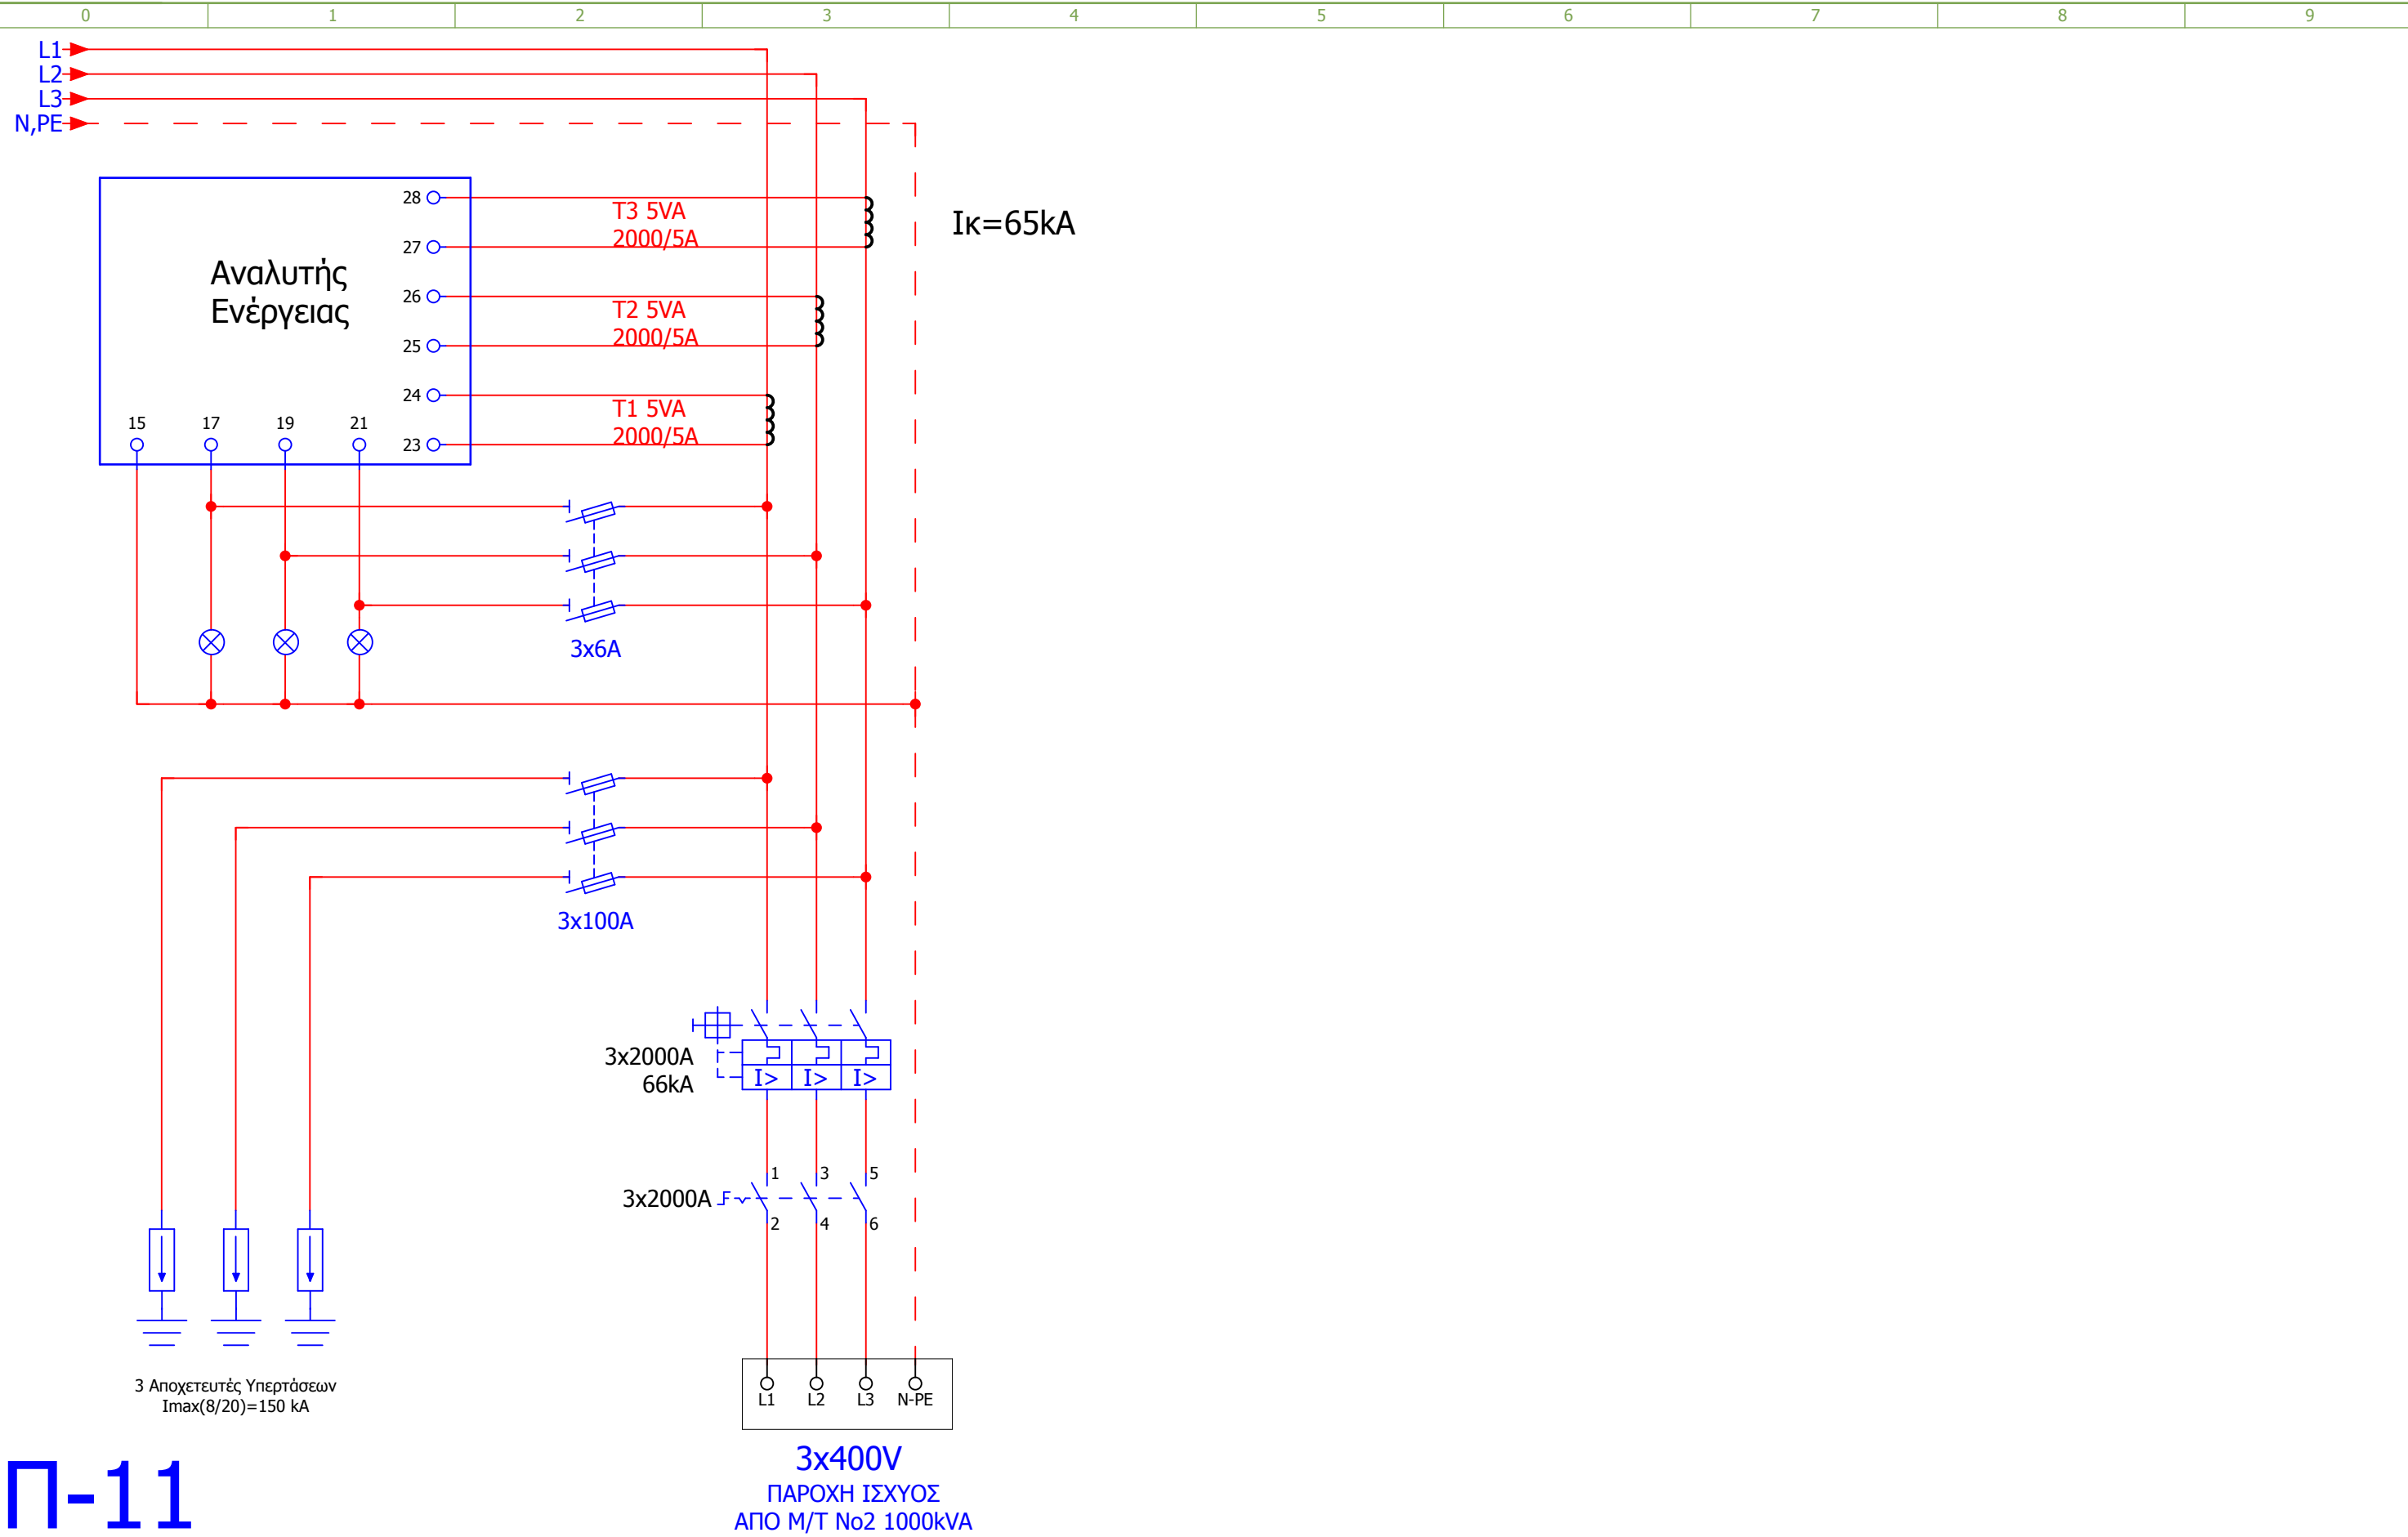 0 1 2 3 4 5 6 7 8 9
L1
L2
L3
N,PE
28
T3 5VA
27
2000/5A
Iκ=65kA
Αναλυτής
Ενέργειας
26
T2 5VA
25
2000/5A
24
T1 5VA
23
2000/5A
15 17 19 21
3x6A
3x100A
3x2000A
66kA
I> I> I>
1 3 5
3x2000A
2 4 6
3 Αποχετευτές Υπερτάσεων
Imax(8/20)=150 kA
L1 L2 L3 N-PE
3x400V
ΠΑΡΟΧΗ ΙΣΧΥΟΣ
ΑΠΟ Μ/Τ Νο2 1000kVA
Π-11